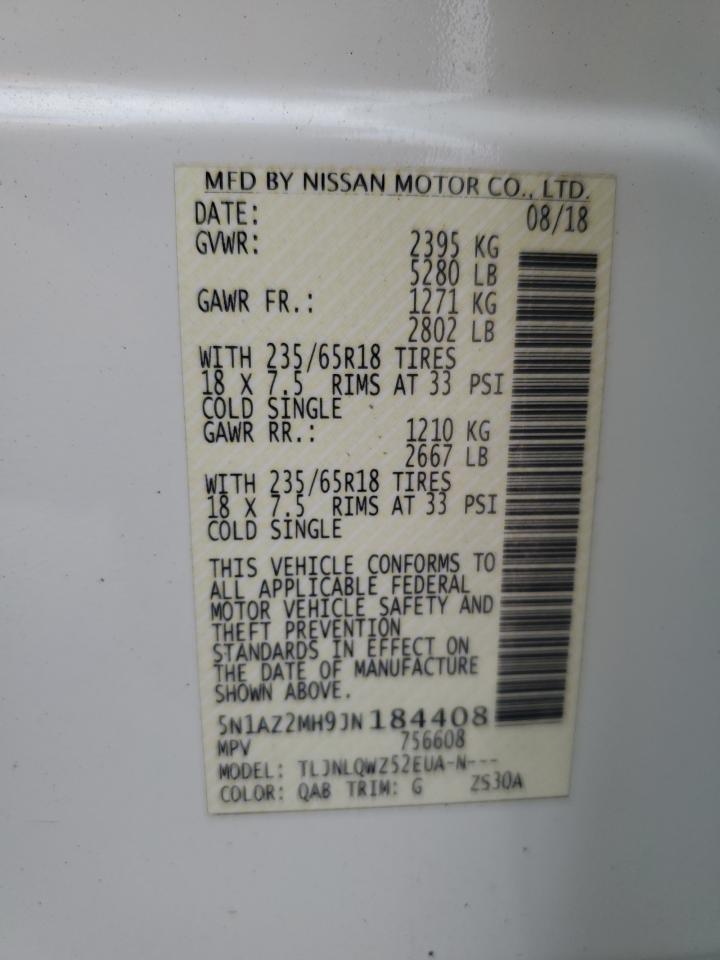 MFD BY NISSAN MOTOR CO., LTD.
DATE: 08/18
GVWR: 2395 KG
5280 LB
GAWR FR.: 1271 KG
2802 LB
WITH 235/65R18 TIRES
18 X 7.5 RIMS AT 33 PSI
COLD SINGLE
GAWR RR.: 1210 KG
2667 LB
WITH 235/65R18 TIRES
18 X 7.5 RIMS AT 33 PSI
COLD SINGLE
THIS VEHICLE CONFORMS TO
ALL APPLICABLE FEDERAL
MOTOR VEHICLE SAFETY AND
THEFT PREVENTION
STANDARDS IN EFFECT ON
THE DATE OF MANUFACTURE
SHOWN ABOVE.
5N1AZ2MH9JN184408
MPV 756608
MODEL: TLJNLQWZ52EUA-N---
COLOR: QAB TRIM: G ZS30A